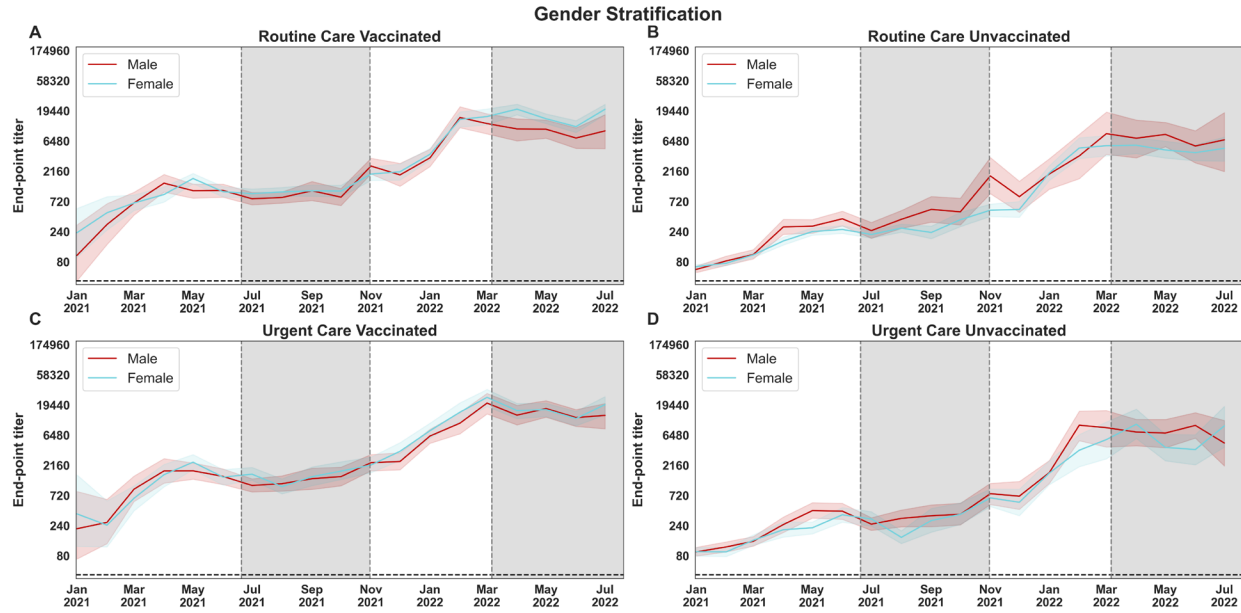 Gender Stratification
A
Routine Care Vaccinated
End-point titer
174960
58320
19440
6480
2160
720
240
80
Male
Female
Jan 2021
Mar 2021
May 2021
Jul 2021
Sep 2021
Nov 2021
Jan 2022
Mar 2022
May 2022
Jul 2022
B
Routine Care Unvaccinated
End-point titer
174960
58320
19440
6480
2160
720
240
80
Male
Female
Jan 2021
Mar 2021
May 2021
Jul 2021
Sep 2021
Nov 2021
Jan 2022
Mar 2022
May 2022
Jul 2022
C
Urgent Care Vaccinated
End-point titer
174960
58320
19440
6480
2160
720
240
80
Male
Female
Jan 2021
Mar 2021
May 2021
Jul 2021
Sep 2021
Nov 2021
Jan 2022
Mar 2022
May 2022
Jul 2022
D
Urgent Care Unvaccinated
End-point titer
174960
58320
19440
6480
2160
720
240
80
Male
Female
Jan 2021
Mar 2021
May 2021
Jul 2021
Sep 2021
Nov 2021
Jan 2022
Mar 2022
May 2022
Jul 2022